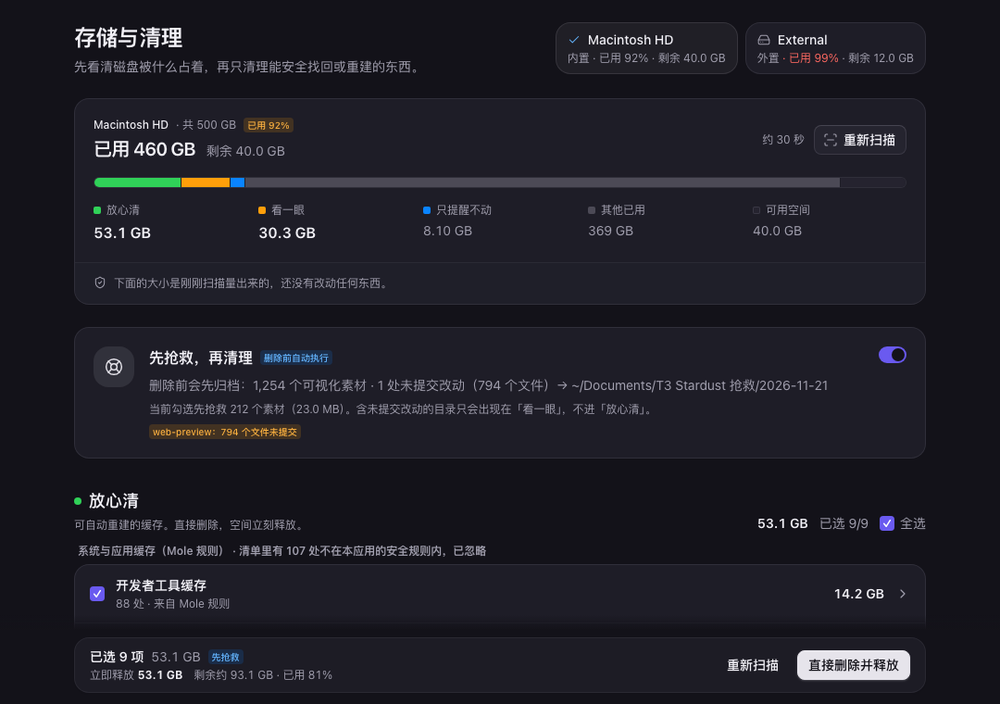 存储与清理
先看清磁盘被什么占着，再只清理能安全找回或重建的东西。
Macintosh HD
内置 · 已用 92% · 剩余 40.0 GB
External
外置 · 已用 99% · 剩余 12.0 GB
Macintosh HD · 共 500 GB 已用 92%
已用 460 GB 剩余 40.0 GB
约 30 秒 重新扫描
放心清 看一眼 只提醒不动 其他已用 可用空间
53.1 GB 30.3 GB 8.10 GB 369 GB 40.0 GB
下面的大小是刚刚扫描量出来的，还没有改动任何东西。
先抢救，再清理 删除前自动执行
删除前会先归档：1,254 个可视化素材 · 1 处未提交改动（794 个文件）→ ~/Documents/T3 Stardust 抢救/2026-11-21
当前勾选先抢救 212 个素材（23.0 MB）。含未提交改动的目录只会出现在「看一眼」，不进「放心清」。
web-preview：794 个文件未提交
放心清
可自动重建的缓存。直接删除，空间立刻释放。
53.1 GB 已选 9/9 全选
系统与应用缓存（Mole 规则） · 清单里有 107 处不在本应用的安全规则内，已忽略
开发者工具缓存
88 处 · 来自 Mole 规则
14.2 GB
已选 9 项 53.1 GB 先抢救
立即释放 53.1 GB 剩余约 93.1 GB · 已用 81%
重新扫描 直接删除并释放